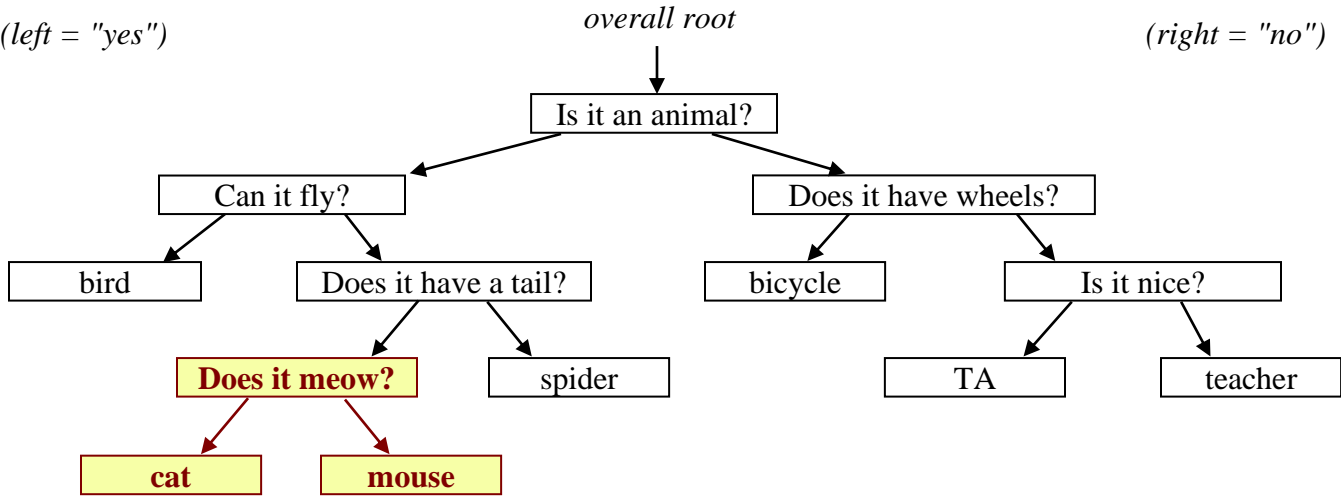 overall root
(left = "yes")
(right = "no")
Is it an animal?
Can it fly?
Does it have wheels?
bird
Does it have a tail?
bicycle
Is it nice?
Does it meow?
spider
TA
teacher
cat
mouse